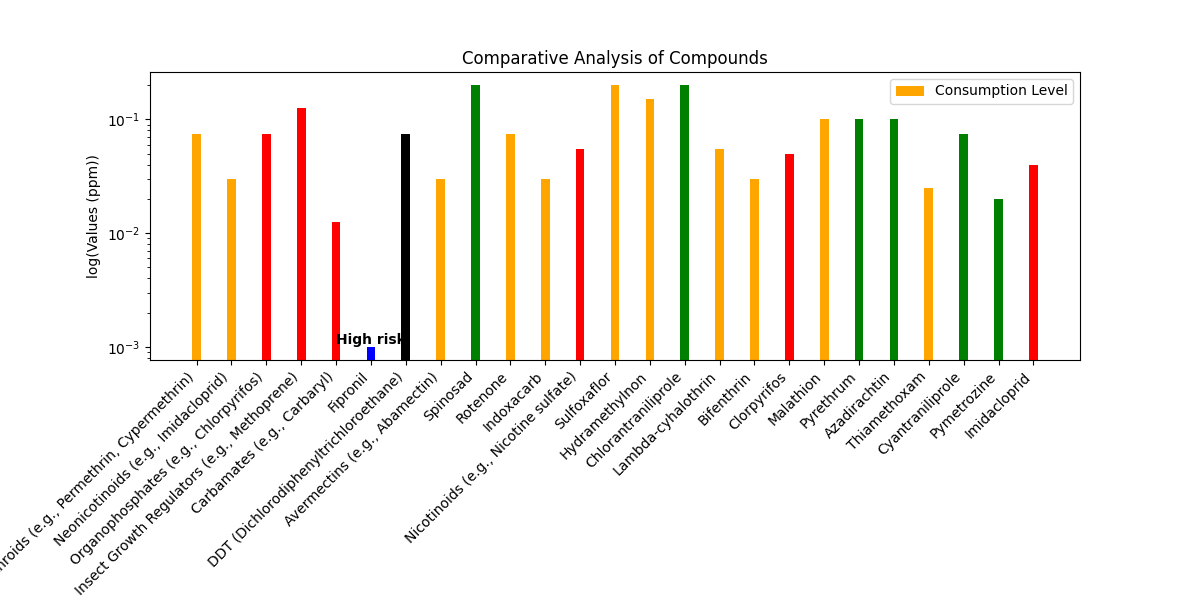 Comparative Analysis of Compounds
Consumption Level
log(Values (ppm))
10⁻¹
10⁻²
10⁻³
High risk
(e.g., Permethrin, Cypermethrin)
Neonicotinoids (e.g., Imidacloprid)
Organophosphates (e.g., Chlorpyrifos)
Insect Growth Regulators (e.g., Methoprene)
Carbamates (e.g., Carbaryl)
Fipronil
DDT (Dichlorodiphenyltrichloroethane)
Avermectins (e.g., Abamectin)
Spinosad
Rotenone
Indoxacarb
Nicotinoids (e.g., Nicotine sulfate)
Sulfoxaflor
Hydramethylnon
Chlorantraniliprole
Lambda-cyhalothrin
Bifenthrin
Clorpyrifos
Malathion
Pyrethrum
Azadirachtin
Thiamethoxam
Cyantraniliprole
Pymetrozine
Imidacloprid